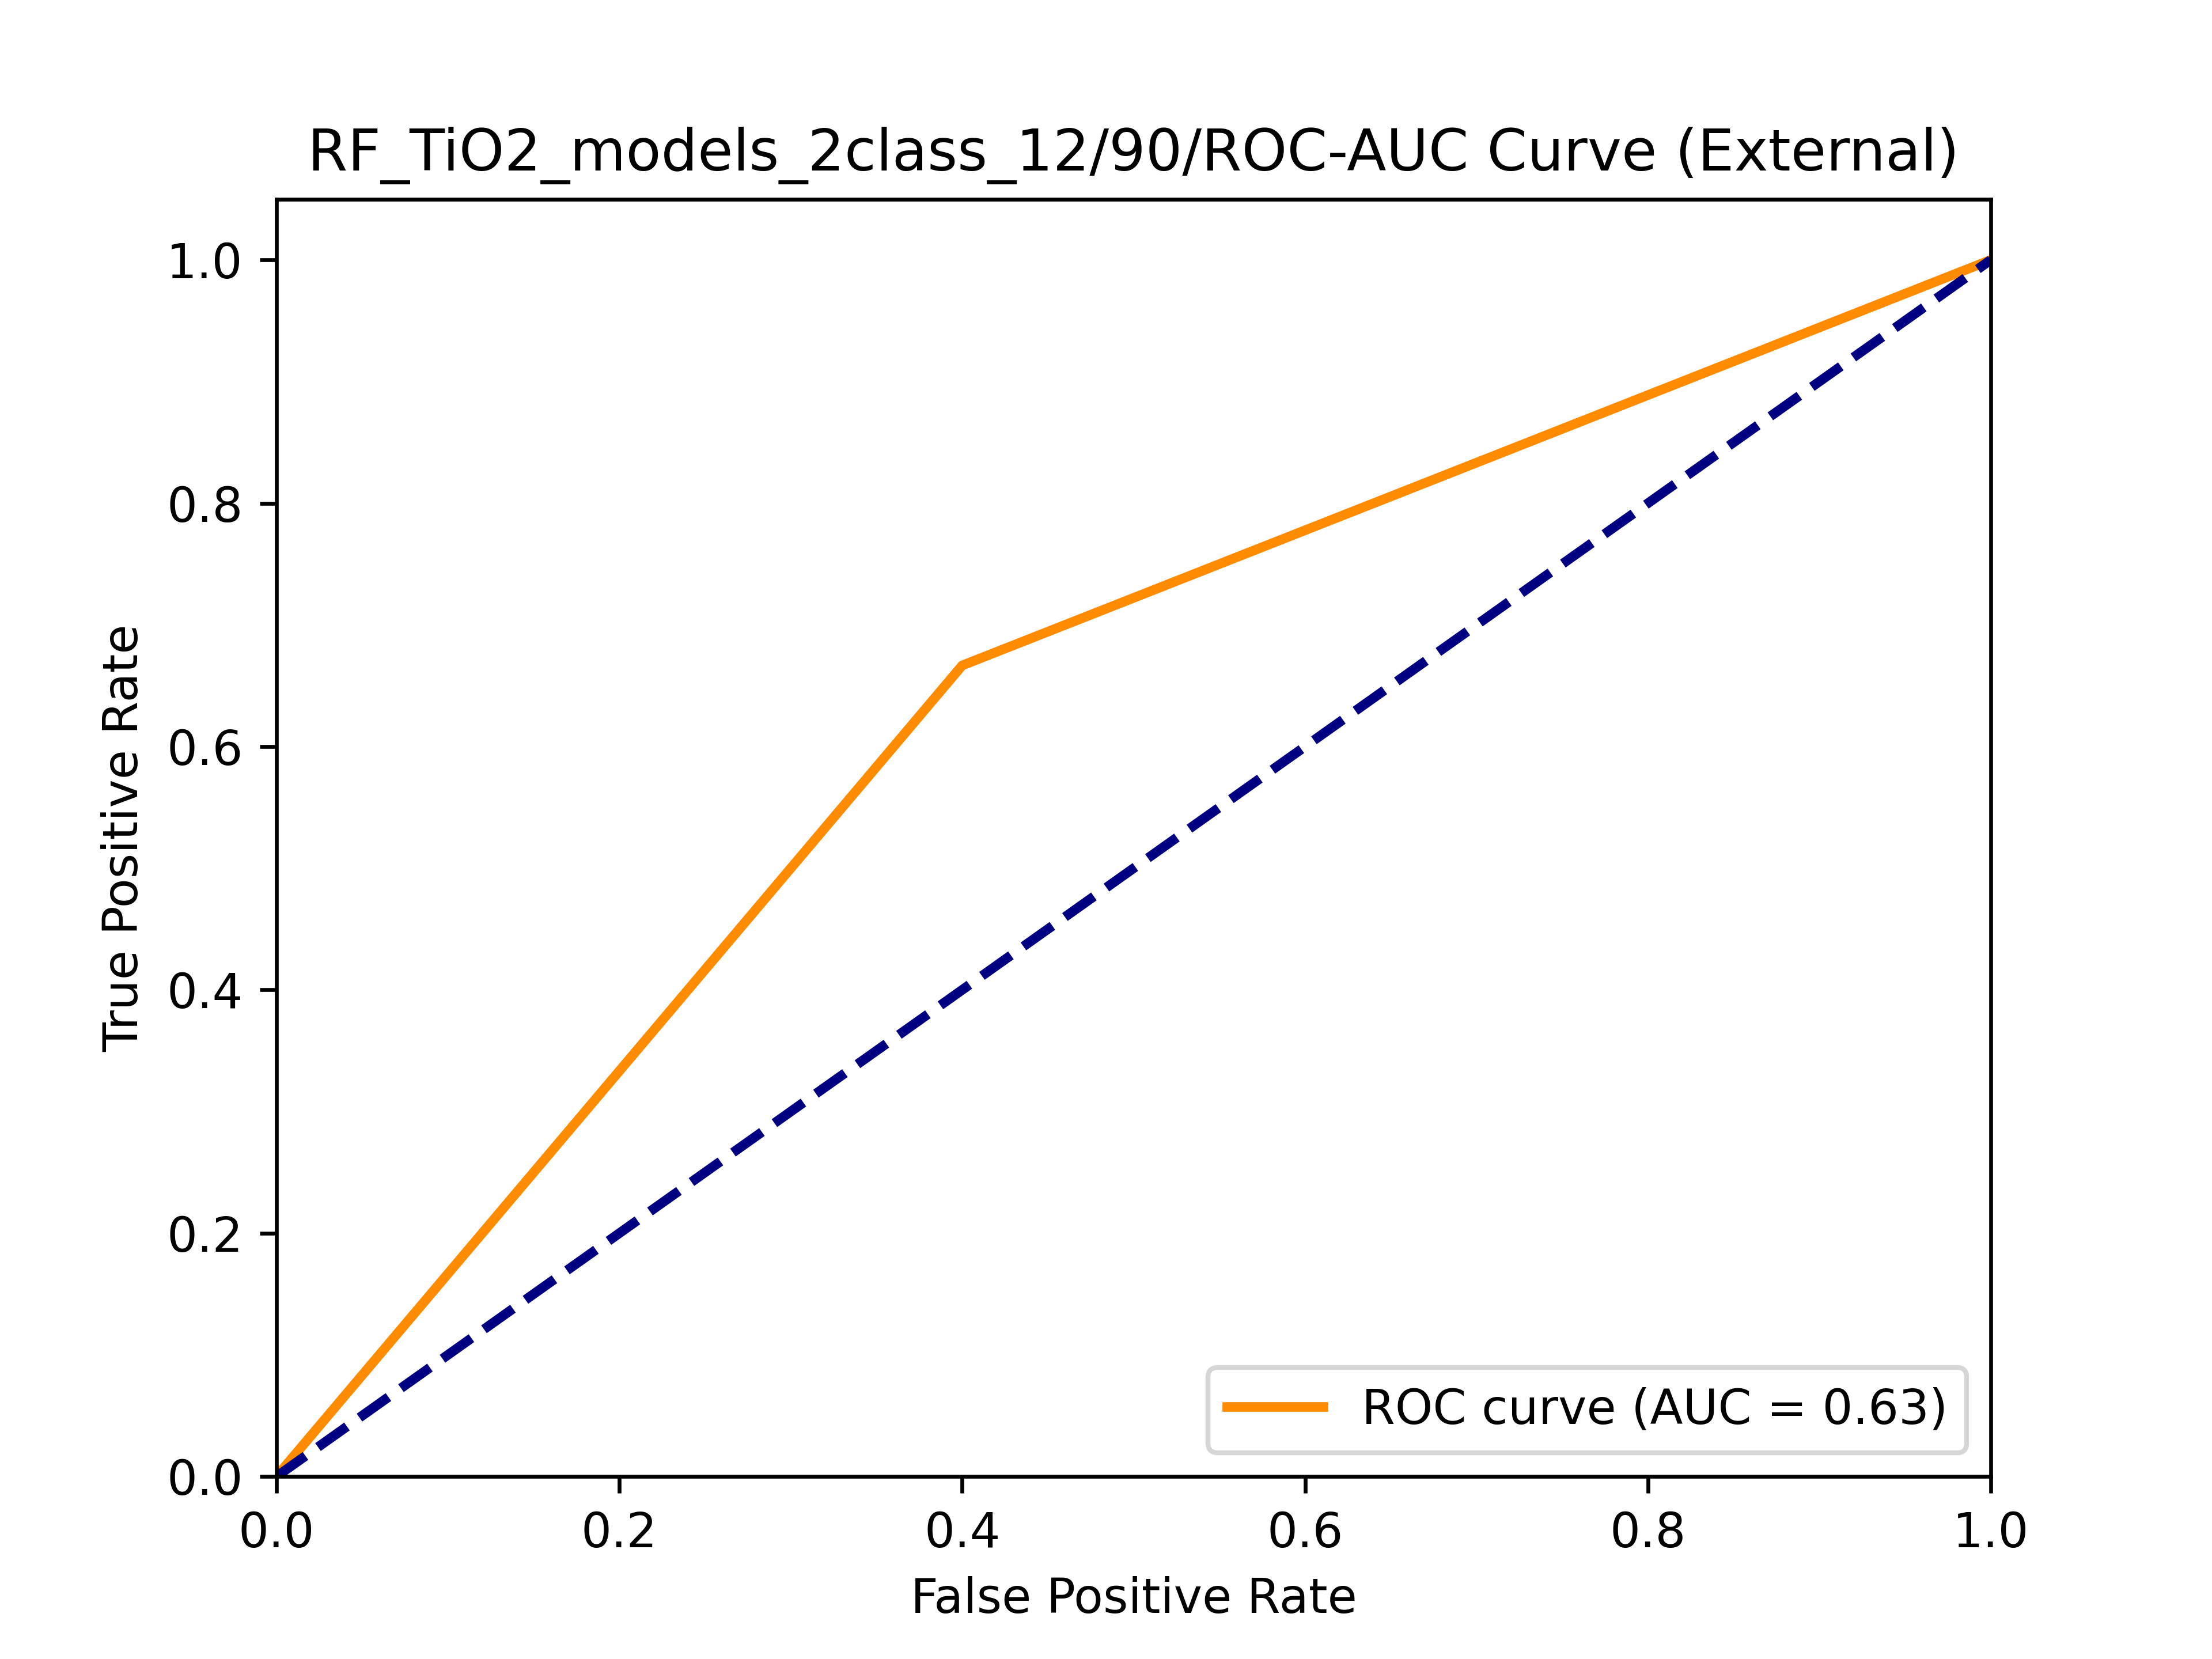 RF_TiO2_models_2class_12/90/ROC-AUC Curve (External)
True Positive Rate
1.0
0.8
0.6
0.4
0.2
0.0
ROC curve (AUC = 0.63)
0.0 0.2 0.4 0.6 0.8 1.0
False Positive Rate